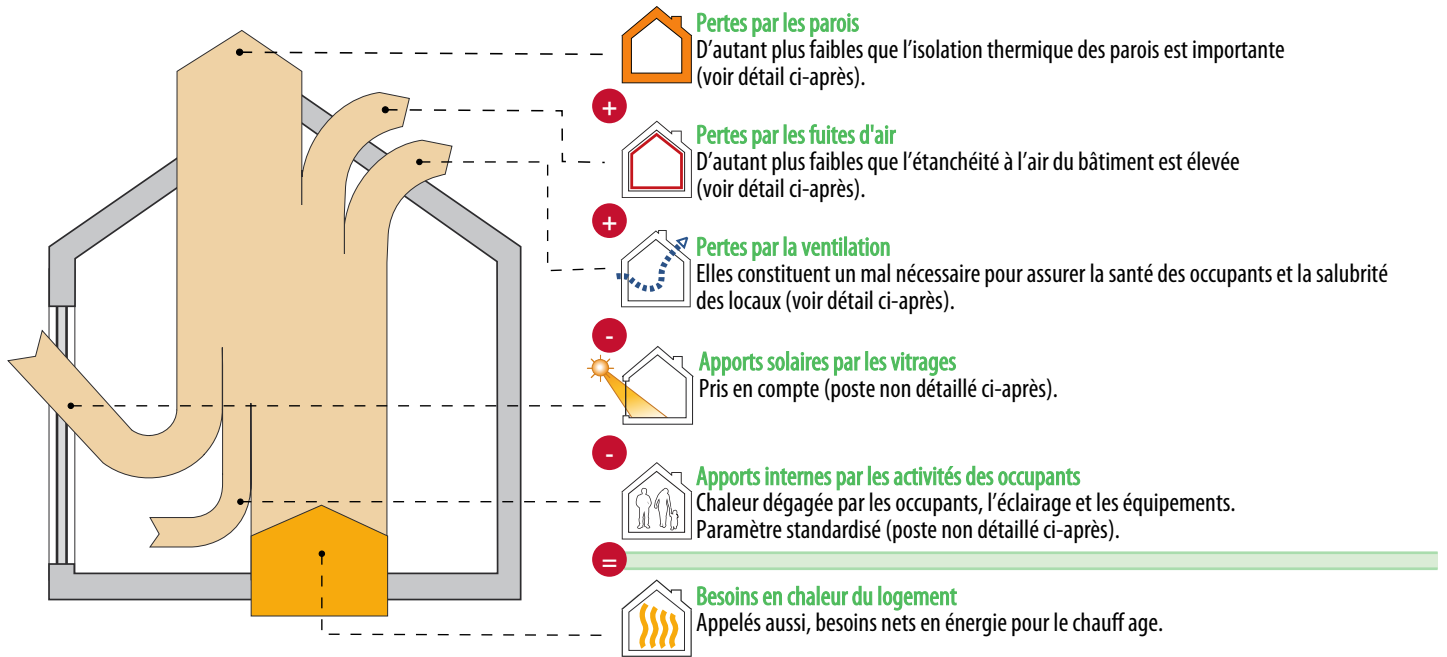 Pertes par les parois
D'autant plus faibles que l'isolation thermique des parois est importante
(voir détail ci-après).
+
Pertes par les fuites d'air
D'autant plus faibles que l'étanchéité à l'air du bâtiment est élevée
(voir détail ci-après).
+
Pertes par la ventilation
Elles constituent un mal nécessaire pour assurer la santé des occupants et la salubrité
des locaux (voir détail ci-après).
-
Apports solaires par les vitrages
Pris en compte (poste non détaillé ci-après).
-
Apports internes par les activités des occupants
Chaleur dégagée par les occupants, l'éclairage et les équipements.
Paramètre standardisé (poste non détaillé ci-après).
=
Besoins en chaleur du logement
Appelés aussi, besoins nets en énergie pour le chauff age.